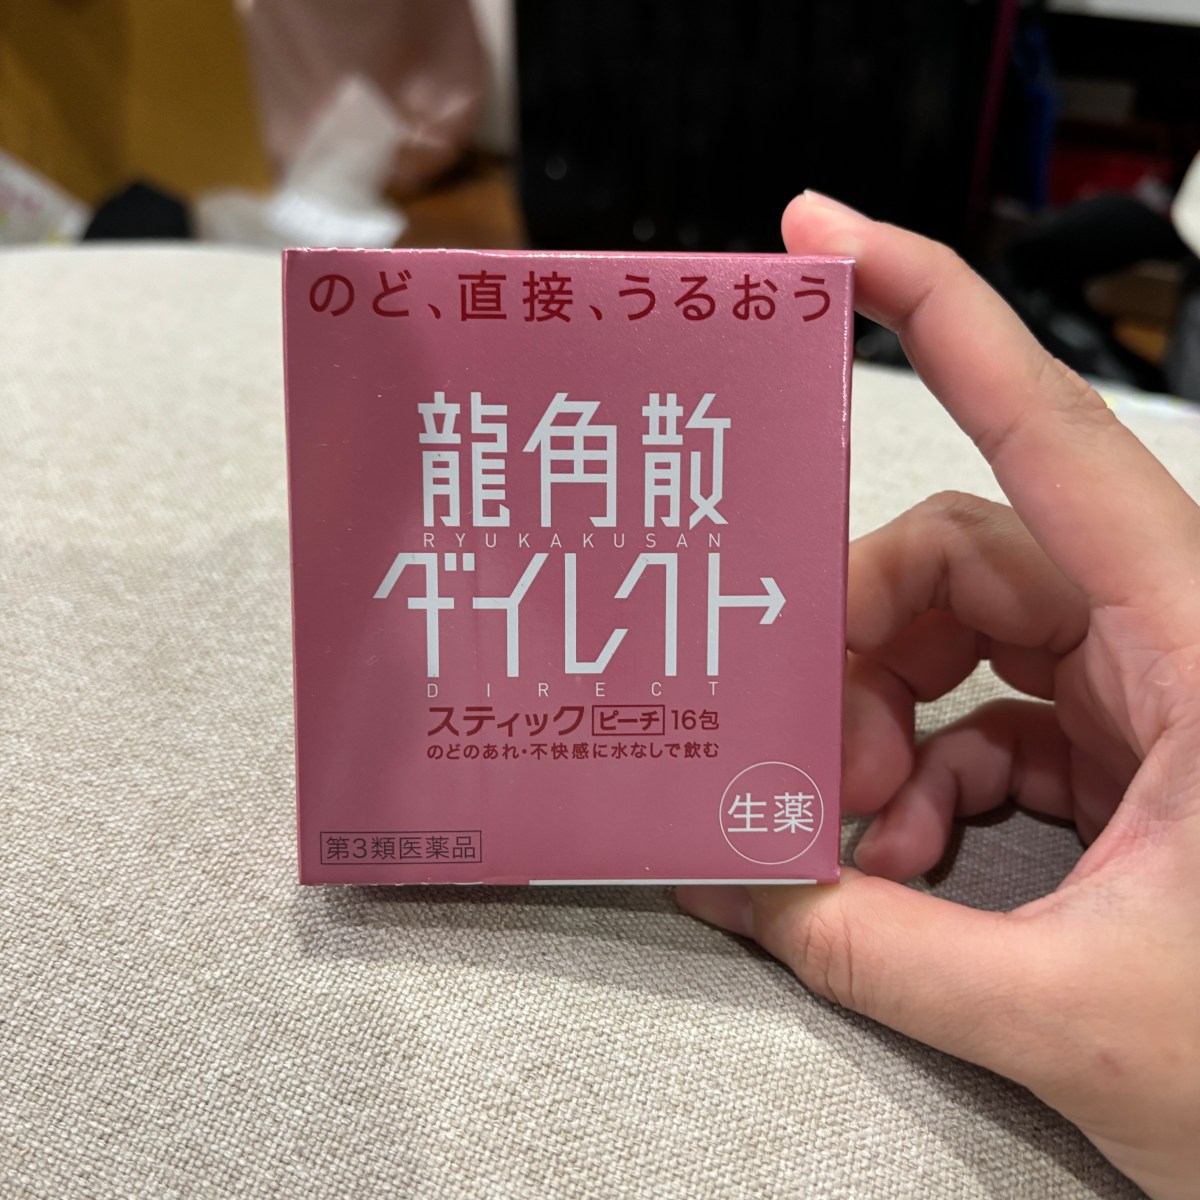 のど、直接、うるおう
龍角散
RYUKAKUSAN
ダイレクト
DIRECT
スティック ピーチ 16包
のどのあれ・不快感に水なしで飲む
生薬
第3類医薬品